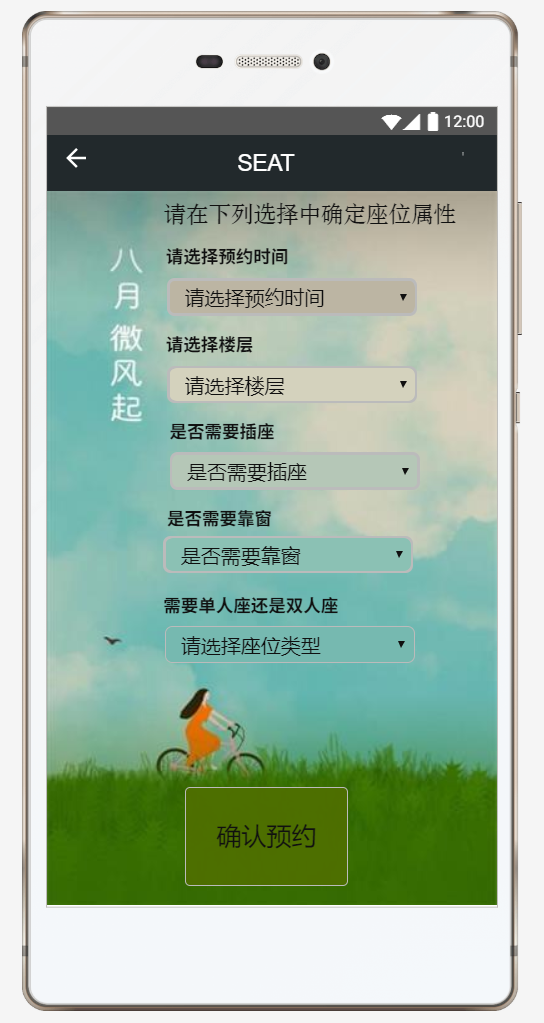 12:00
SEAT
请在下列选择中确定座位属性
八月微风起
请选择预约时间
请选择预约时间
请选择楼层
请选择楼层
是否需要插座
是否需要插座
是否需要靠窗
是否需要靠窗
需要单人座还是双人座
请选择座位类型
确认预约